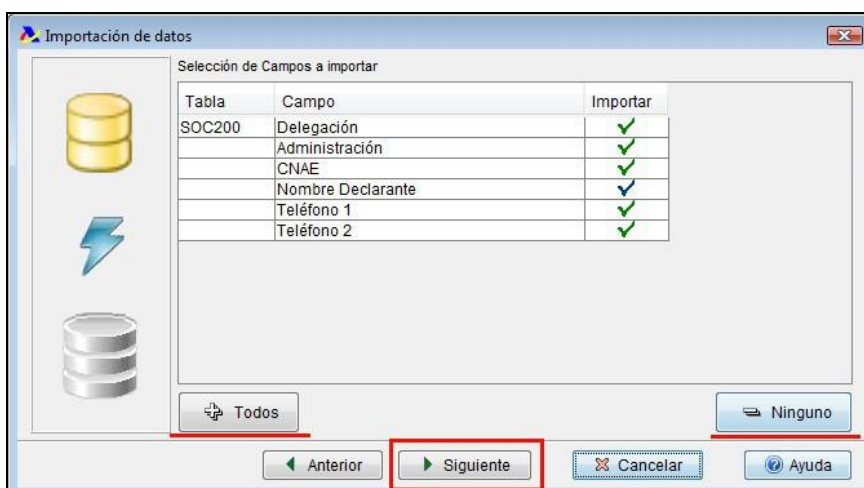 Importación de datos
Selección de Campos a importar
Tabla Campo Importar
SOC200 Delegación
Administración
CNAE
Nombre Declarante
Teléfono 1
Teléfono 2
Todos Ninguno
Anterior Siguiente Cancelar Ayuda